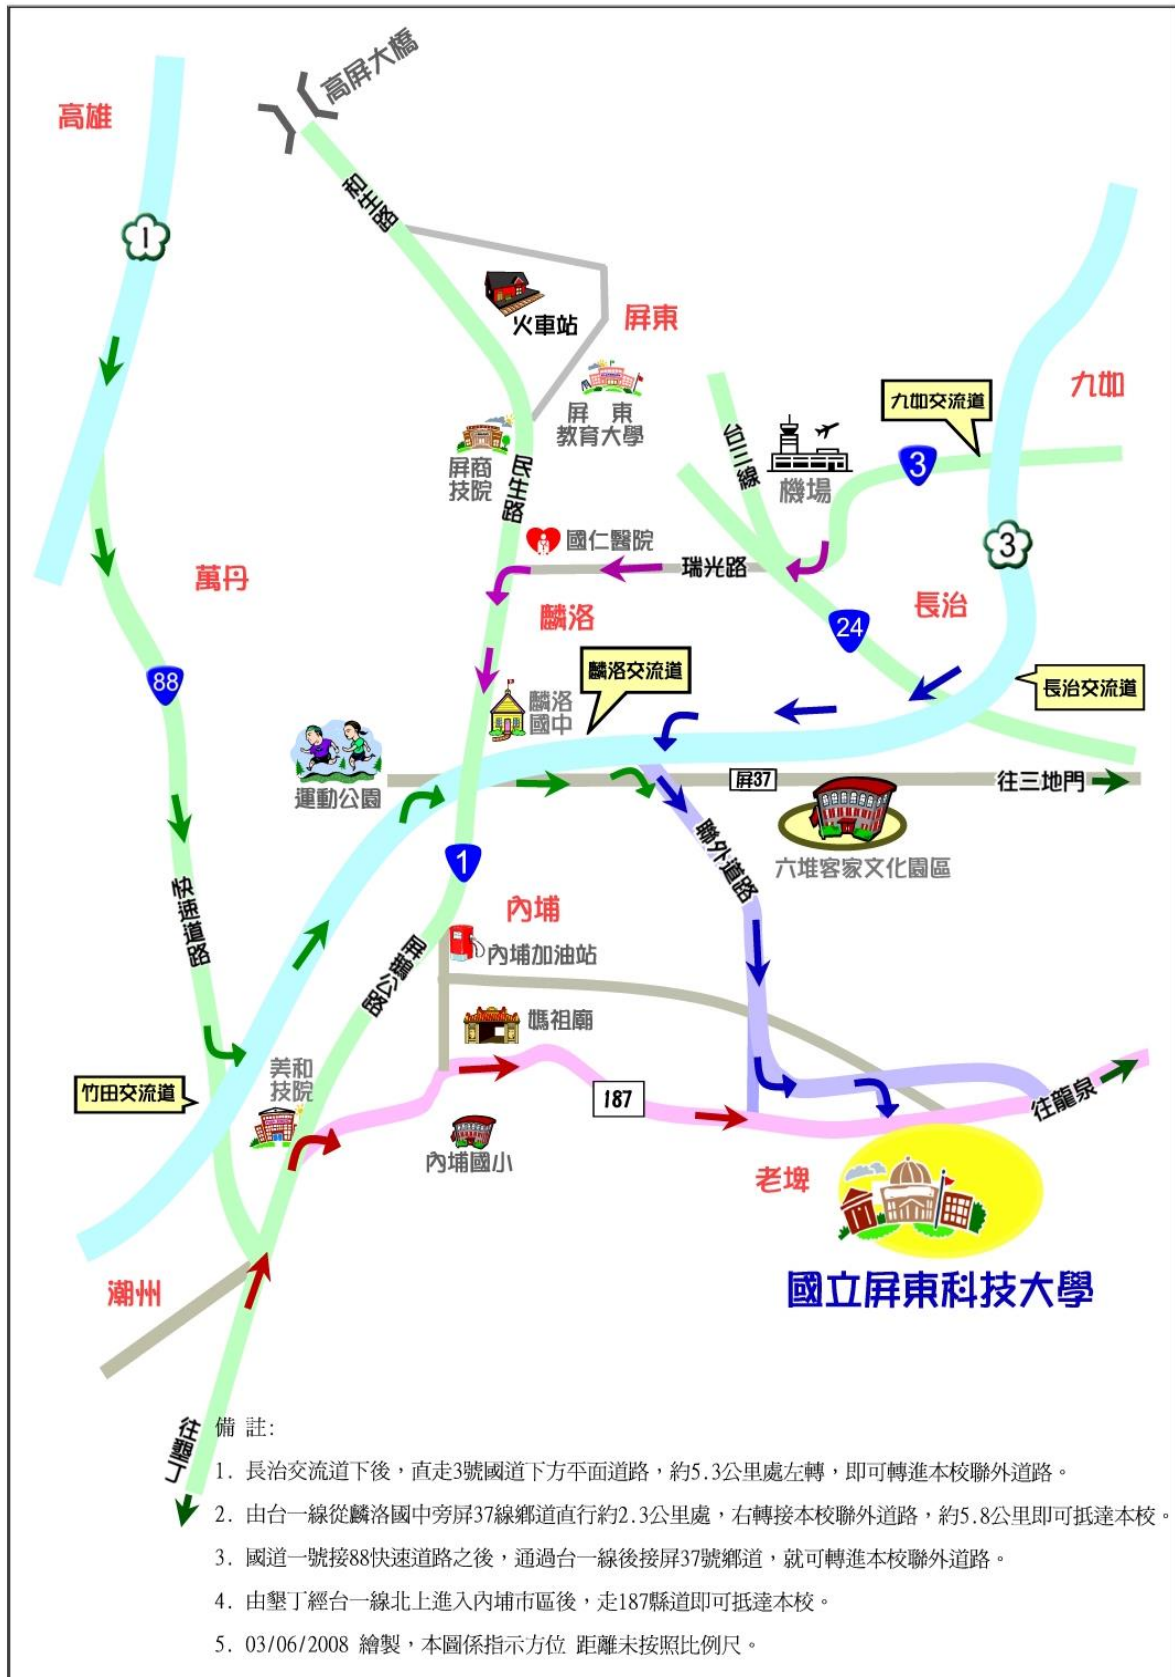 高屏大橋
高雄
1
和生路
火車站
屏東
屏東
教育大學
九如
九如交流道
台三線
機場
3
屏商
技院
民生路
國仁醫院
瑞光路
3
萬丹
麟洛
長治
24
88
麟洛
國中
麟洛交流道
長治交流道
運動公園
屏37
往三地門
聯外道路
六堆客家文化園區
1
快速道路
內埔
屏鵝公路
內埔加油站
媽祖廟
美和
技院
竹田交流道
187
往龍泉
內埔國小
老埤
國立屏東科技大學
潮州
往墾丁
備 註:
1. 長治交流道下後，直走3號國道下方平面道路，約5.3公里處左轉，即可轉進本校聯外道路。
2. 由台一線從麟洛國中旁屏37線鄉道直行約2.3公里處，右轉接本校聯外道路，約5.8公里即可抵達本校。
3. 國道一號接88快速道路之後，通過台一線後接屏37號鄉道，就可轉進本校聯外道路。
4. 由墾丁經台一線北上進入內埔市區後，走187縣道即可抵達本校。
5. 03/06/2008 繪製，本圖係指示方位 距離未按照比例尺。